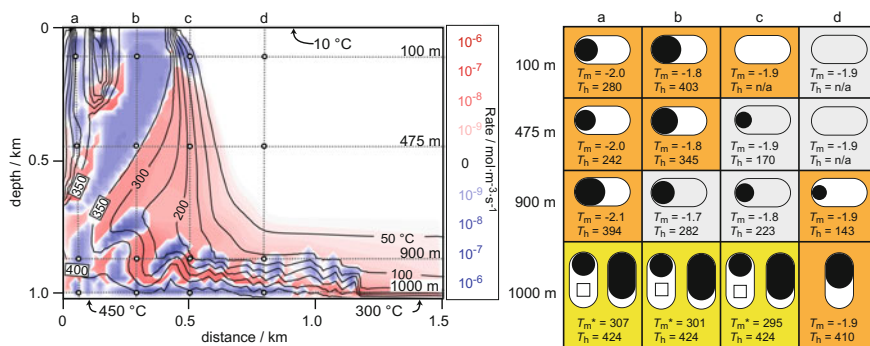 a b c d
0
10 °C
100 m
475 m
0.5
350
300
350
200
50 °C
900 m
400
100
1000 m
1.0
450 °C
300 °C
0 0.5 1.0 1.5
depth / km
distance / km
10⁻⁶
10⁻⁷
10⁻⁸
10⁻⁹
0
10⁻⁹
10⁻⁸
10⁻⁷
10⁻⁶
Rate / mol·m⁻³·s⁻¹
a b c d
100 m
Tm = -2.0 Tm = -1.8 Tm = -1.9 Tm = -1.9
Th = 280 Th = 403 Th = n/a Th = n/a
475 m
Tm = -2.0 Tm = -1.8 Tm = -1.9 Tm = -1.9
Th = 242 Th = 345 Th = 170 Th = n/a
900 m
Tm = -2.1 Tm = -1.7 Tm = -1.8 Tm = -1.9
Th = 394 Th = 282 Th = 223 Th = 143
1000 m
Tm* = 307 Tm* = 301 Tm* = 295 Tm = -1.9
Th = 424 Th = 424 Th = 424 Th = 410